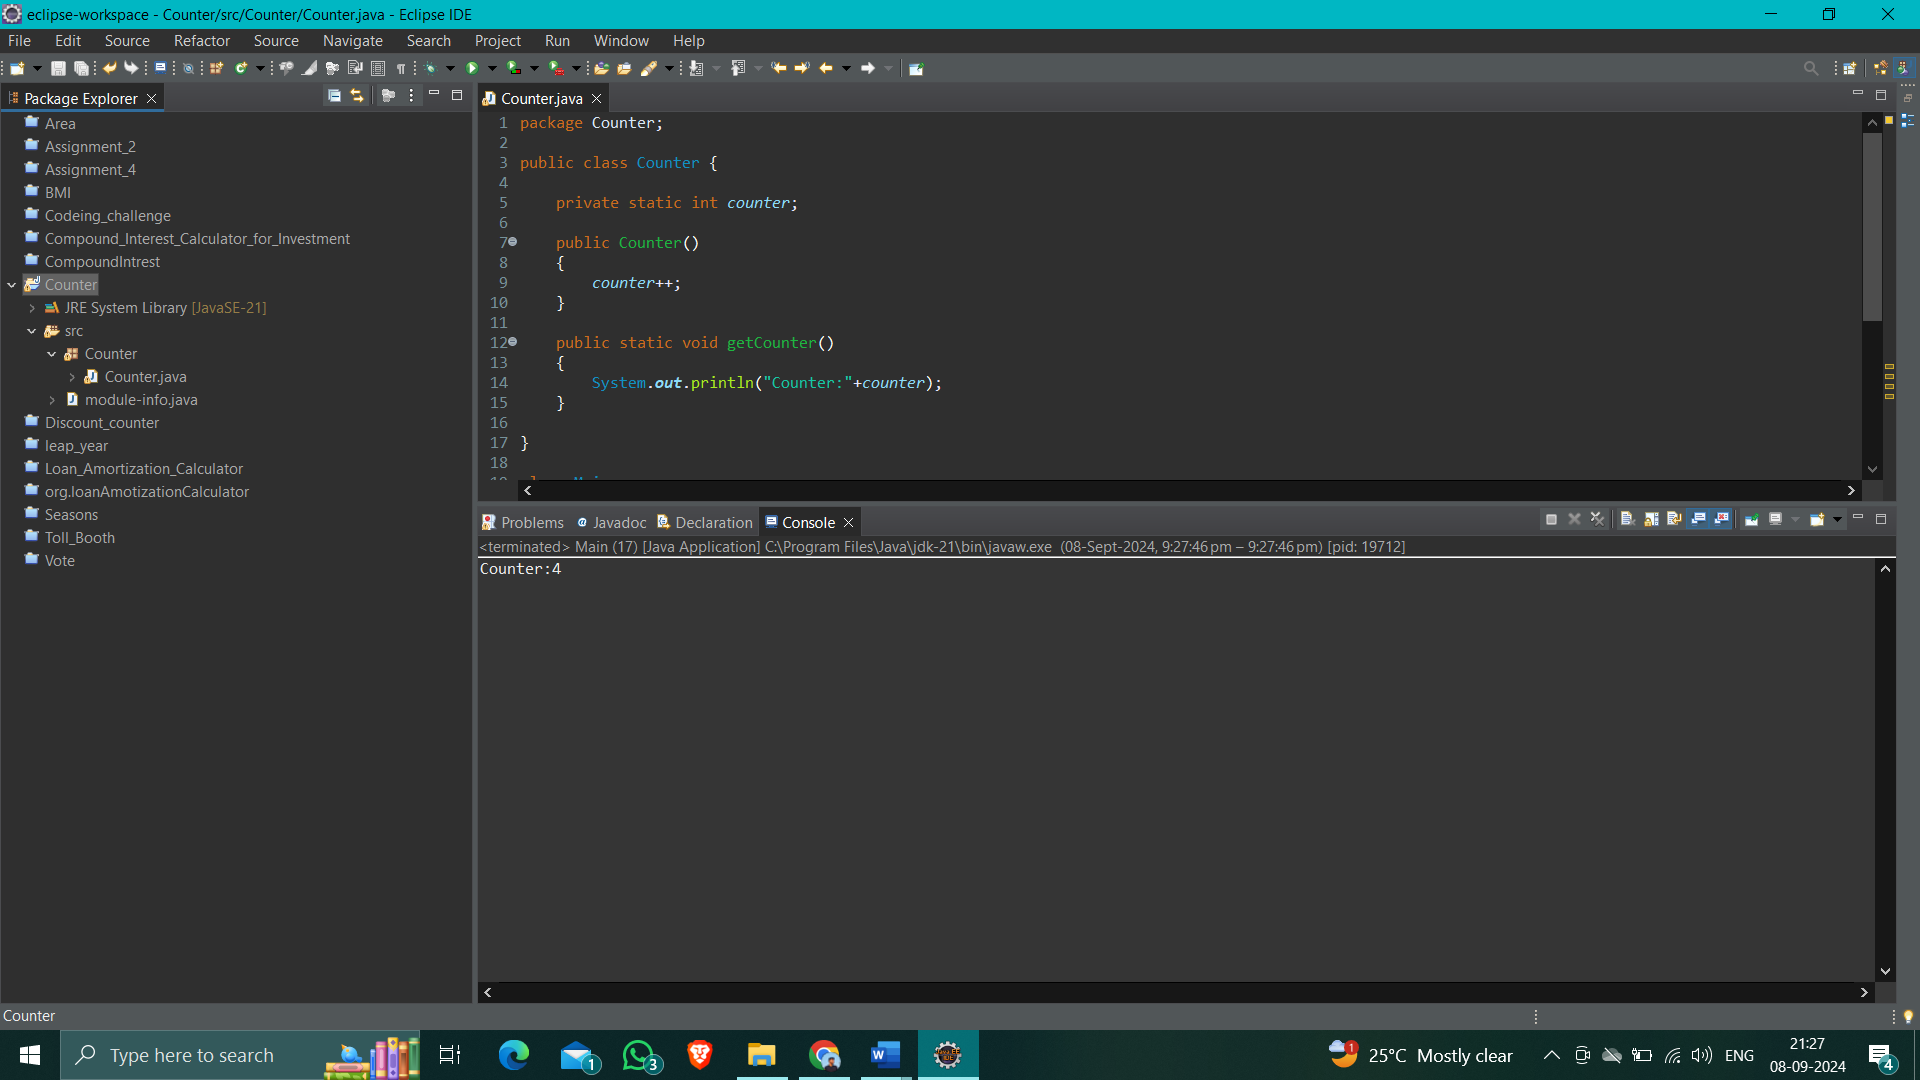 eclipse-workspace - Counter/src/Counter/Counter.java - Eclipse IDE
File Edit Source Refactor Source Navigate Search Project Run Window Help
Package Explorer
Area
Assignment_2
Assignment_4
BMI
Codeing_challenge
Compound_Interest_Calculator_for_Investment
CompoundIntrest
Counter
JRE System Library [JavaSE-21]
src
Counter
Counter.java
module-info.java
Discount_counter
leap_year
Loan_Amortization_Calculator
org.loanAmotizationCalculator
Seasons
Toll_Booth
Vote
Counter.java
1 package Counter;
2
3 public class Counter {
4
5 private static int counter;
6
7 public Counter()
8 {
9 counter++;
10 }
11
12 public static void getCounter()
13 {
14 System.out.println("Counter:"+counter);
15 }
16
17 }
18
Problems Javadoc Declaration Console
<terminated> Main (17) [Java Application] C:\Program Files\Java\jdk-21\bin\javaw.exe (08-Sept-2024, 9:27:46 pm – 9:27:46 pm) [pid: 19712]
Counter:4
Counter
Type here to search
1
3
1
25°C Mostly clear
ENG
21:27
08-09-2024
4